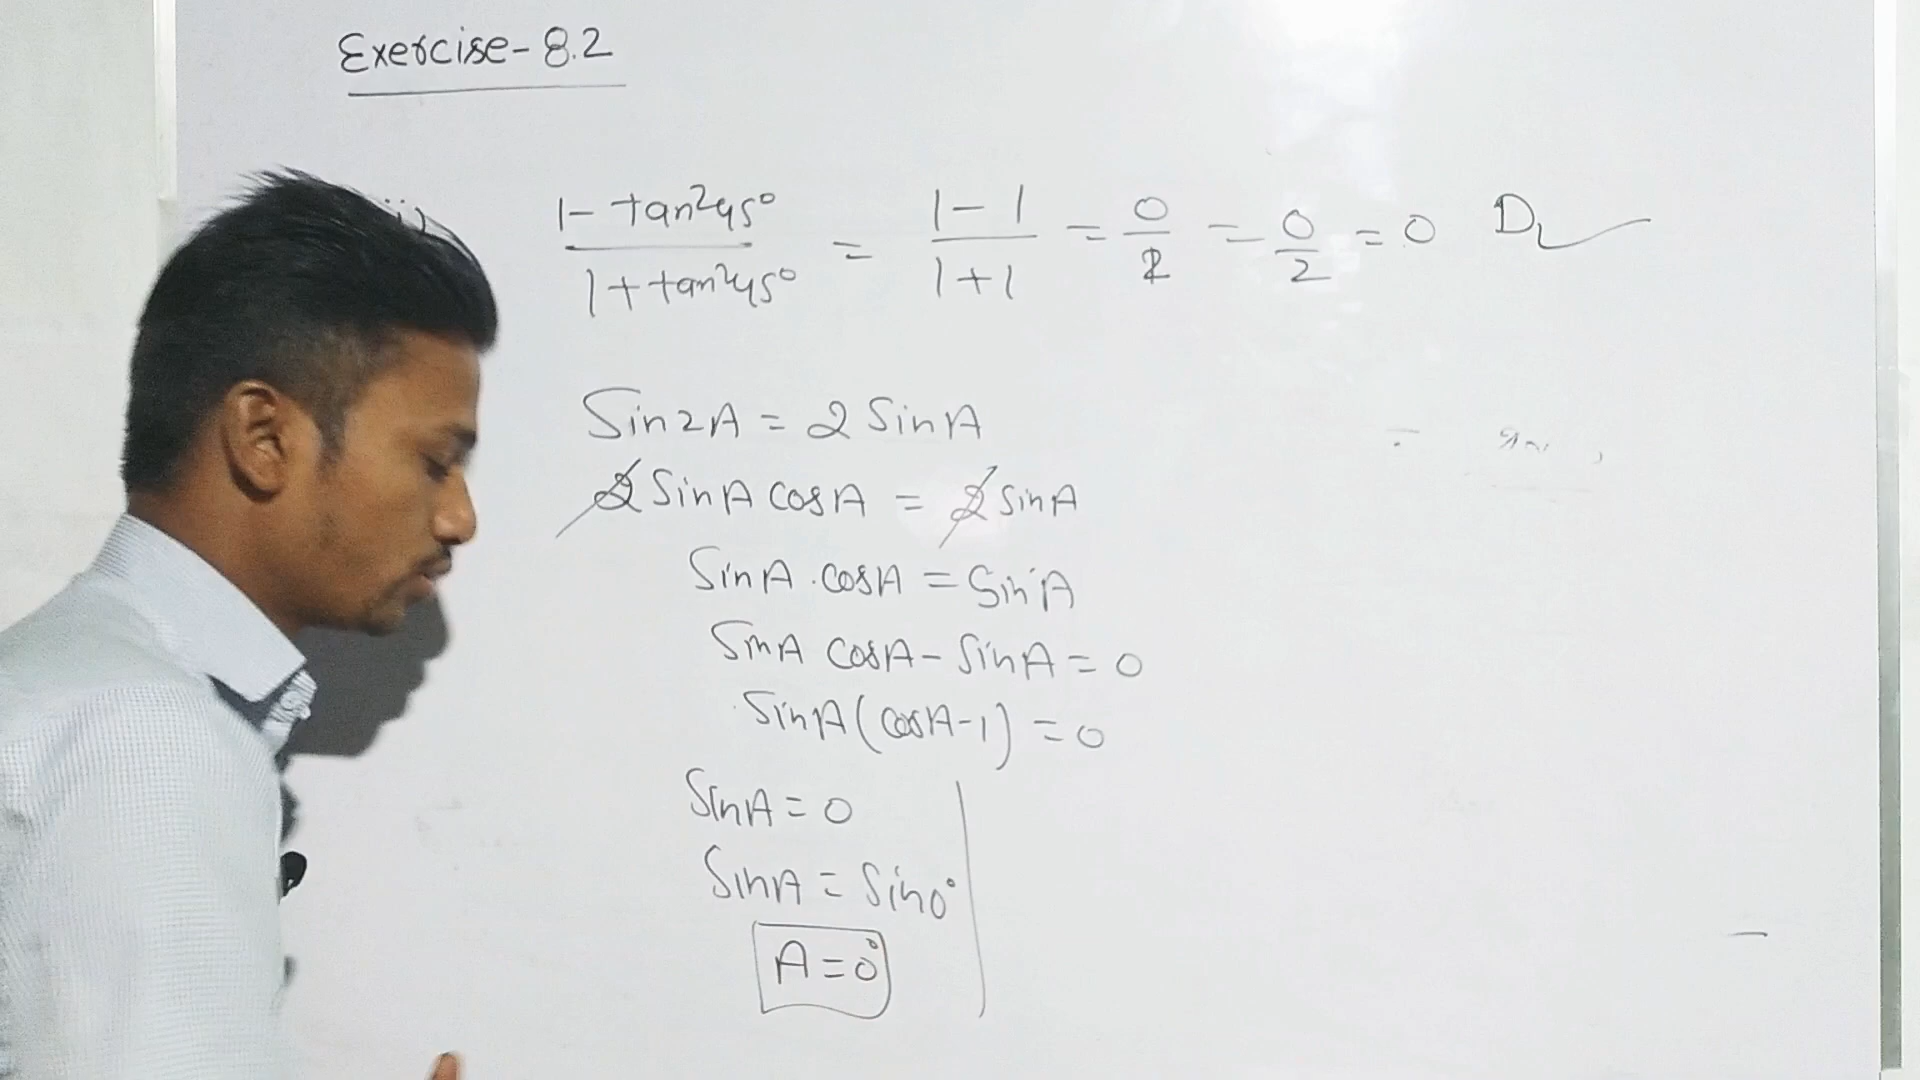 Exercise-8.2
ii) 1-tan²45° / 1+tan²45° = 1-1 / 1+1 = 0/2 = 0/2 = 0 D
Sin2A = 2 SinA
2 SinA cosA = 2 sinA
SinA . cosA = SinA
SinA cosA - SinA = 0
SinA (cosA-1) = 0
SinA = 0
SinA = Sin0°
A = 0°